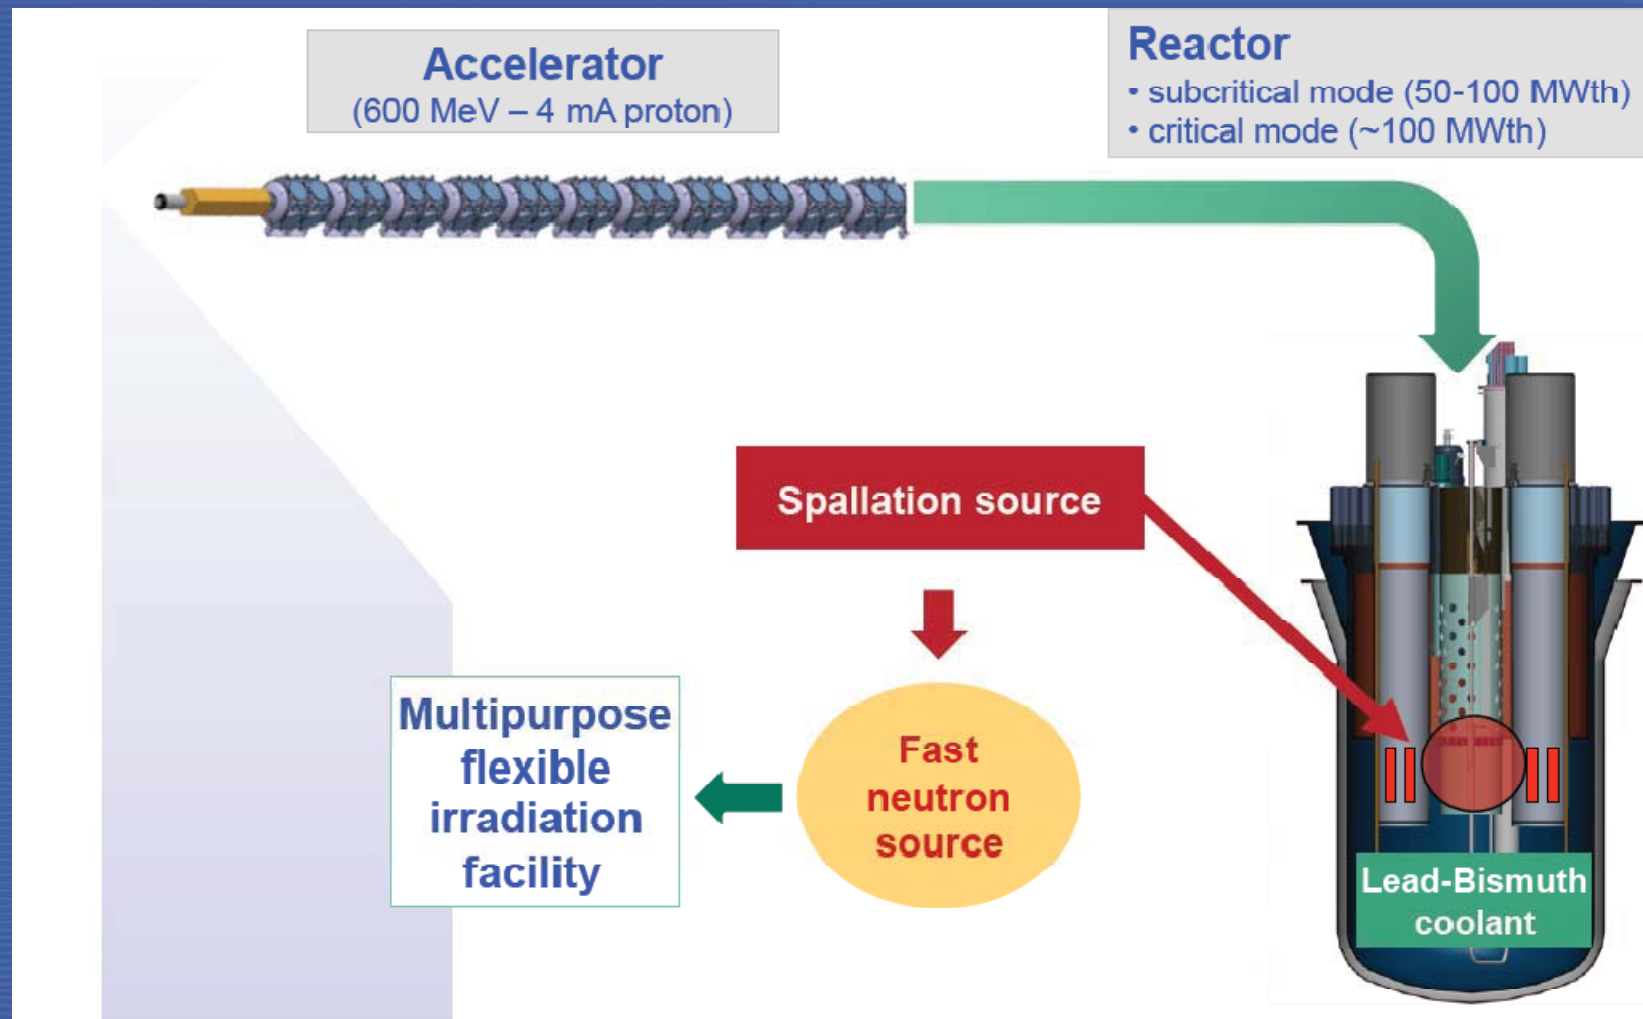 Accelerator
(600 MeV – 4 mA proton)
Reactor
• subcritical mode (50-100 MWth)
• critical mode (~100 MWth)
Spallation source
Multipurpose
flexible
irradiation
facility
Fast
neutron
source
Lead-Bismuth
coolant